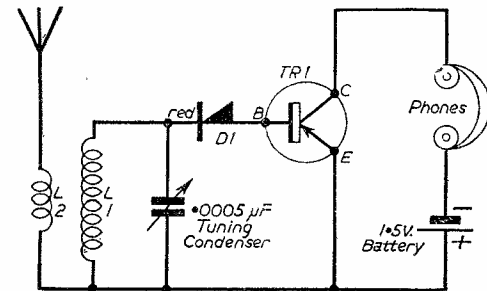 TR1
C
red
B
D1
E
Phones
L
2
L
1
·0005 µF
Tuning
Condenser
1·5V.
Battery
−
+